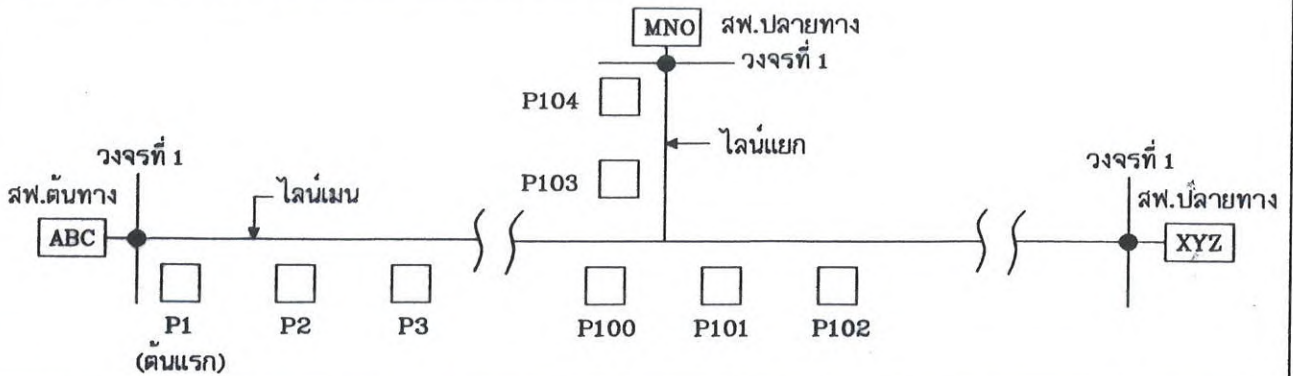 MNO สฟ.ปลายทาง
วงจรที่ 1
P104
ไลน์แยก
วงจรที่ 1
วงจรที่ 1
P103
สฟ.ต้นทาง
ไลน์เมน
สฟ.ปลายทาง
ABC
XYZ
P1 P2 P3 P100 P101 P102
(ต้นแรก)